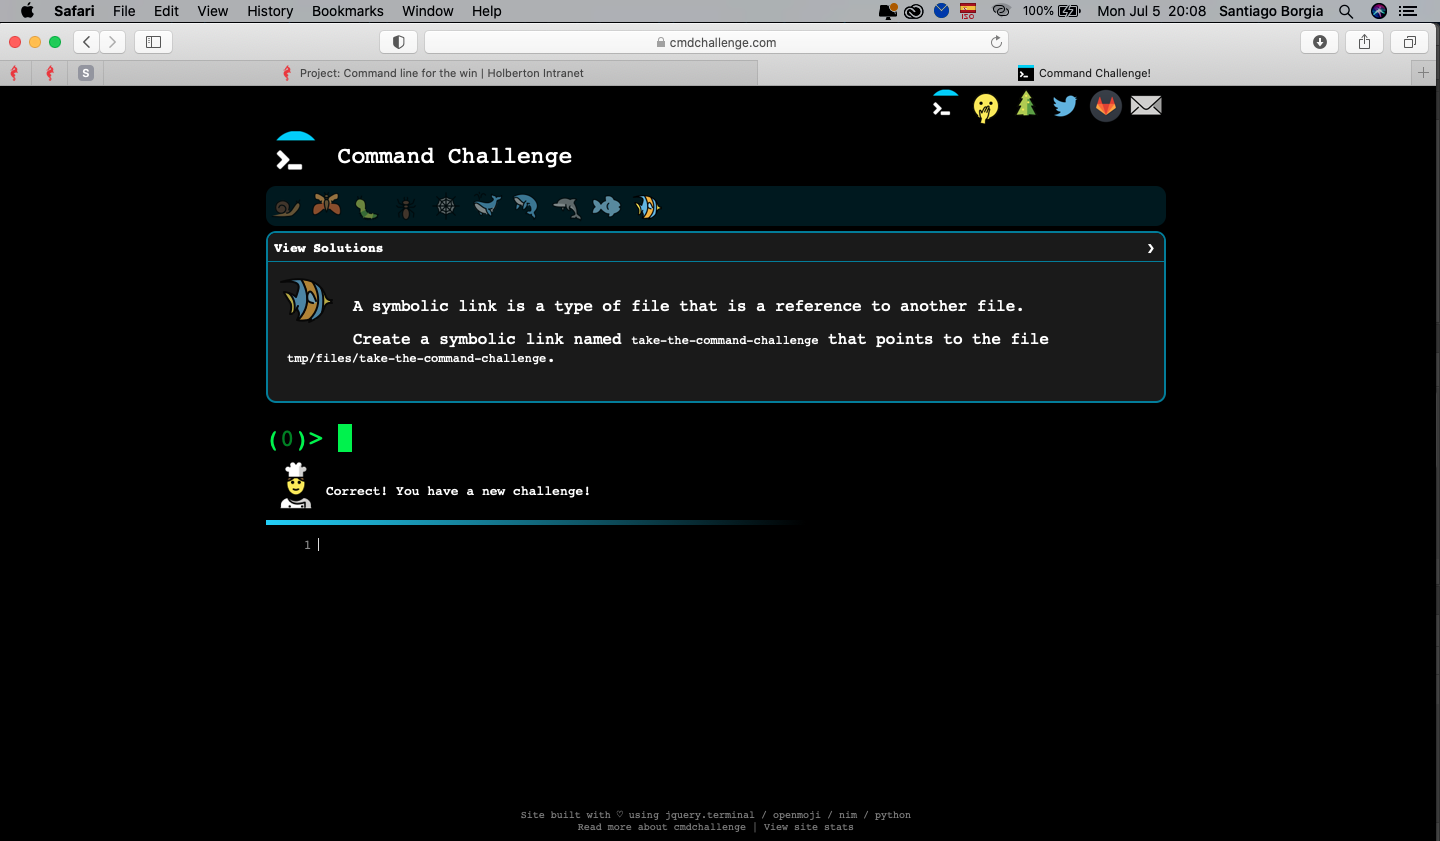 Safari File Edit View History Bookmarks Window Help ISO 100% Mon Jul 5 20:08 Santiago Borgia
cmdchallenge.com
S Project: Command line for the win | Holberton Intranet Command Challenge!
Command Challenge
View Solutions
A symbolic link is a type of file that is a reference to another file.
Create a symbolic link named take-the-command-challenge that points to the file
tmp/files/take-the-command-challenge.
(0)>
Correct! You have a new challenge!
1
Site built with ♡ using jquery.terminal / openmoji / nim / python
Read more about cmdchallenge | View site stats